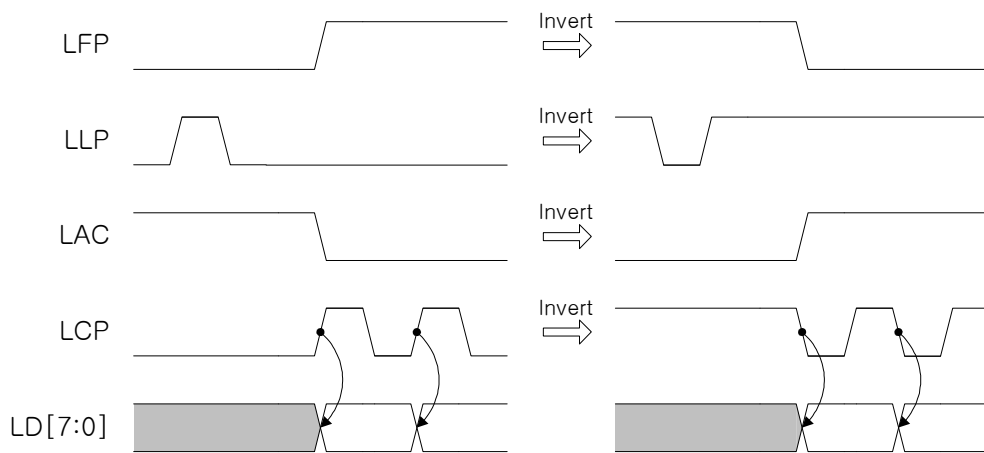 LFP
Invert
LLP
Invert
LAC
Invert
LCP
Invert
LD[7:0]